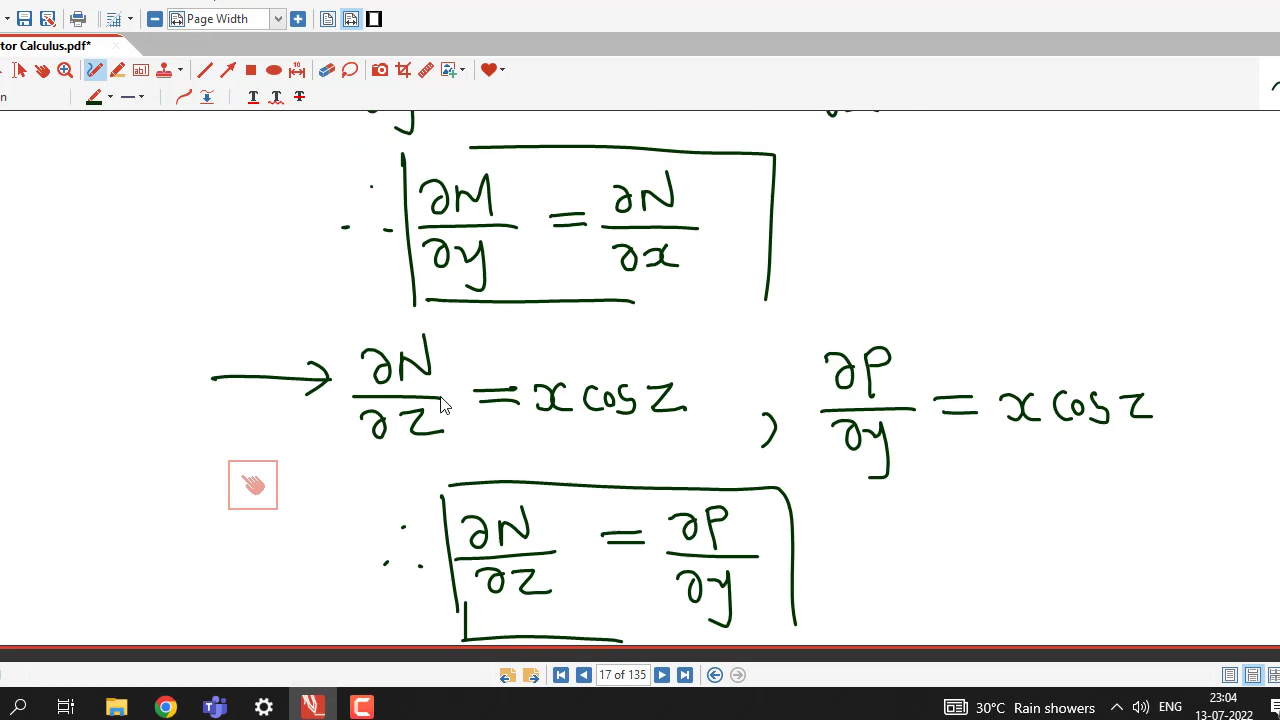 Page Width
tor Calculus.pdf*
∴ ∂M/∂y = ∂N/∂x
→ ∂N/∂z = x cos z , ∂P/∂y = x cos z
∴ ∂N/∂z = ∂P/∂y
17 of 135
30°C Rain showers
ENG
23:04
13-07-2022